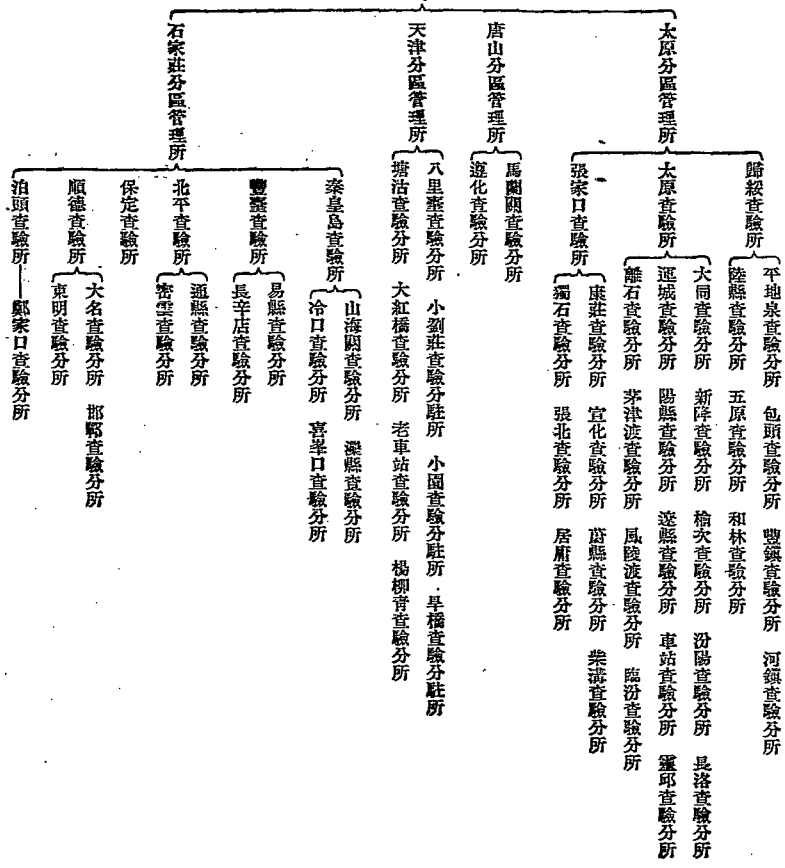 太原分區管理所
歸綏查驗所
平地泉查驗分所 包頭查驗分所 豐鎮查驗分所 河鎮查驗分所
陸縣查驗分所 五原查驗分所 和林查驗分所
太原查驗所
大同查驗分所 新降查驗分所 榆次查驗分所 汾陽查驗分所 長洛查驗分所
運城查驗分所 陽縣查驗分所 遼縣查驗分所 車站查驗分所 靈邱查驗分所
離石查驗分所 茅津渡查驗分所 風陵渡查驗分所 臨汾查驗分所
張家口查驗所
康莊查驗分所 宣化查驗分所 蔚縣查驗分所 柴溝查驗分所
獨石查驗分所 張北查驗分所 居庸查驗分所
唐山分區管理所
馬蘭關查驗分所
遵化查驗分所
天津分區管理所
八里臺查驗分所 小劉莊查驗分駐所 小園查驗分駐所 旱橋查驗分駐所
塘沽查驗分所 大紅橋查驗分所 老車站查驗分所 楊柳青查驗分所
石家莊分區管理所
秦皇島查驗所
山海關查驗分所 灤縣查驗分所
冷口查驗分所 喜峯口查驗分所
豐臺查驗所
易縣查驗分所
長辛店查驗分所
北平查驗所
通縣查驗分所
密雲查驗分所
保定查驗所
順德查驗所
大名查驗分所 邯鄲查驗分所
東明查驗分所
泊頭查驗所
鄭家口查驗分所